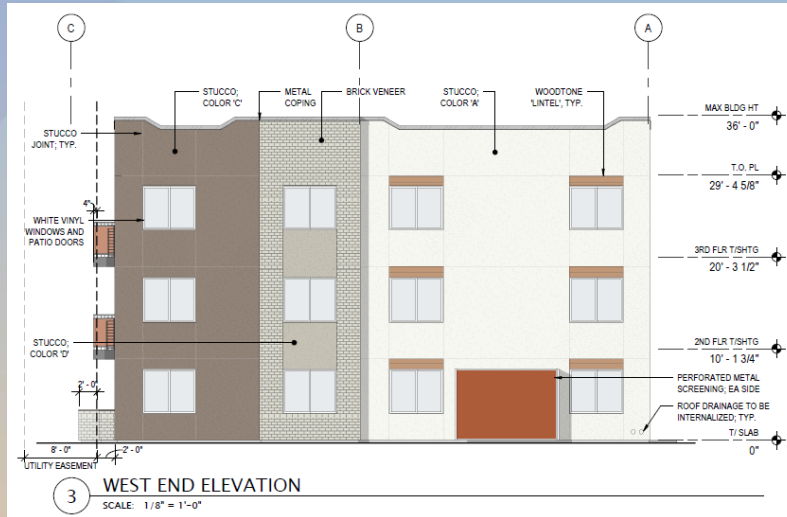 C
B
A
STUCCO;
COLOR 'C'
METAL
COPING
BRICK VENEER
STUCCO;
COLOR 'A'
WOODTONE
'LINTEL', TYP.
MAX BLDG HT
36' - 0"
STUCCO
JOINT; TYP.
T.O. PL
29' - 4 5/8"
4"
WHITE VINYL
WINDOWS AND
PATIO DOORS
3RD FLR T/SHTG
20' - 3 1/2"
STUCCO;
COLOR 'D'
2ND FLR T/SHTG
10' - 1 3/4"
2' - 0"
PERFORATED METAL
SCREENING; EA SIDE
ROOF DRAINAGE TO BE
INTERNALIZED; TYP.
T/ SLAB
0"
8' - 0"
2' - 0"
UTILITY EASEMENT
3
WEST END ELEVATION
SCALE: 1/8" = 1'-0"